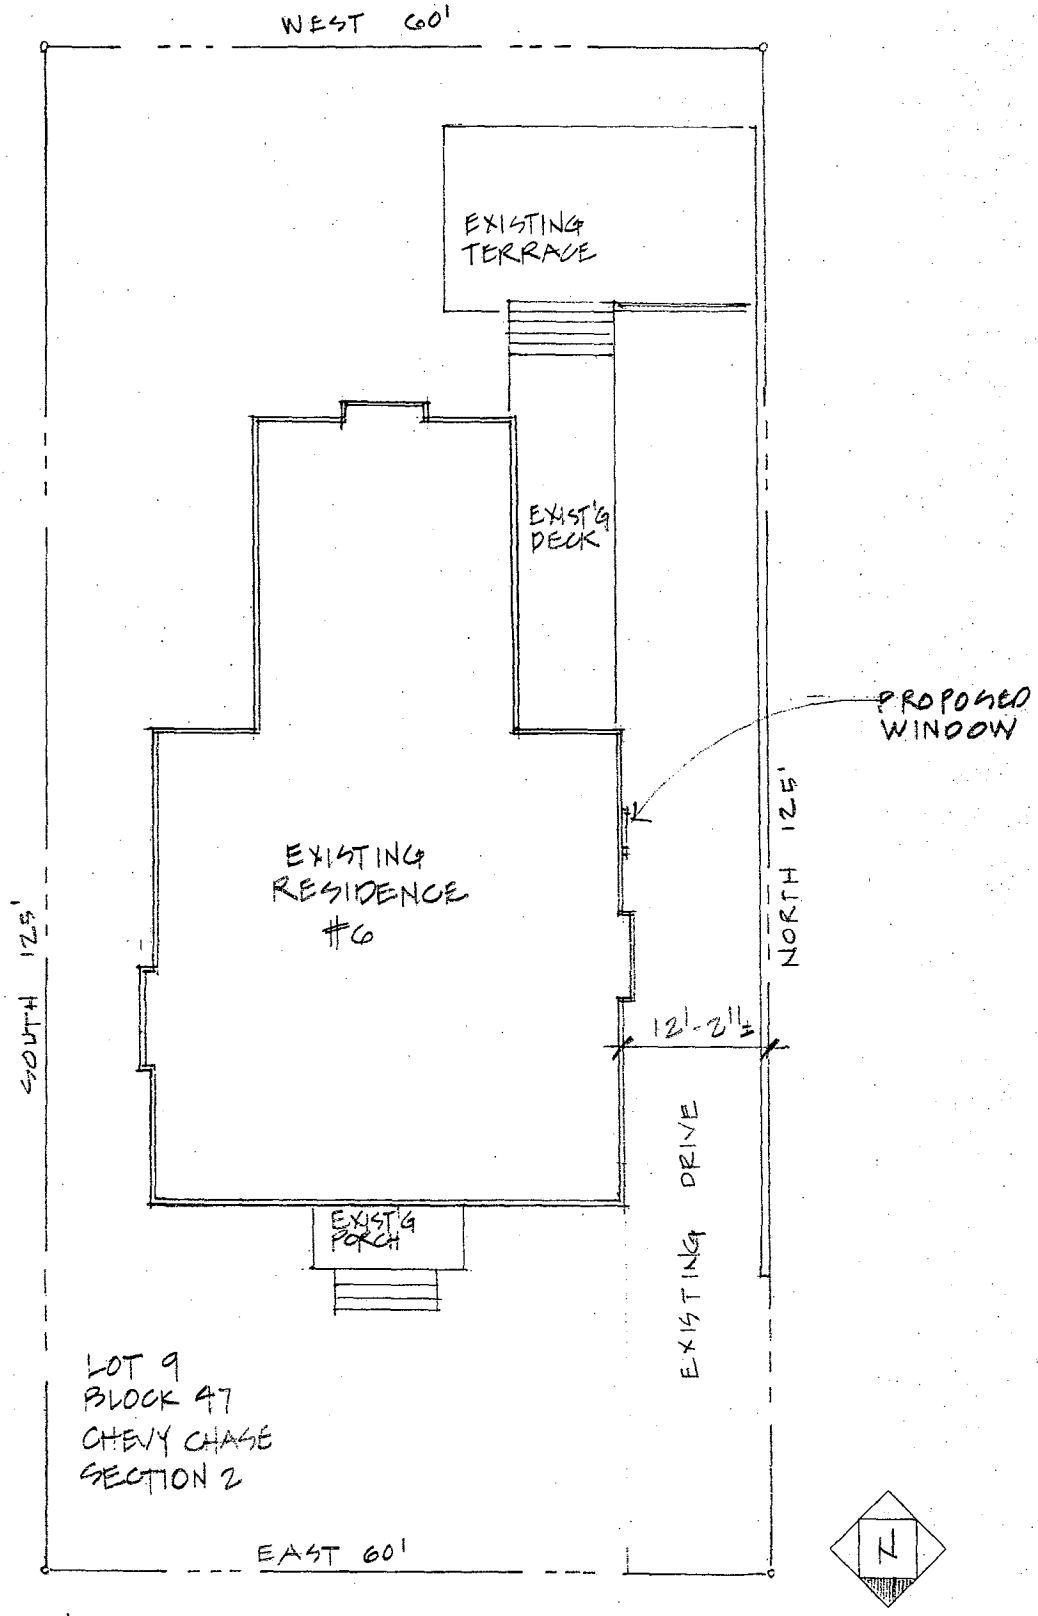 WEST 60'
EXISTING
TERRACE
EXIST'G
DECK
PROPOSED
WINDOW
NORTH 125'
EXISTING
RESIDENCE
#6
SOUTH 125'
12'-2"±
EXISTING DRIVE
EXIST'G
PORCH
LOT 9
BLOCK 47
CHEVY CHASE
SECTION 2
EAST 60'
N